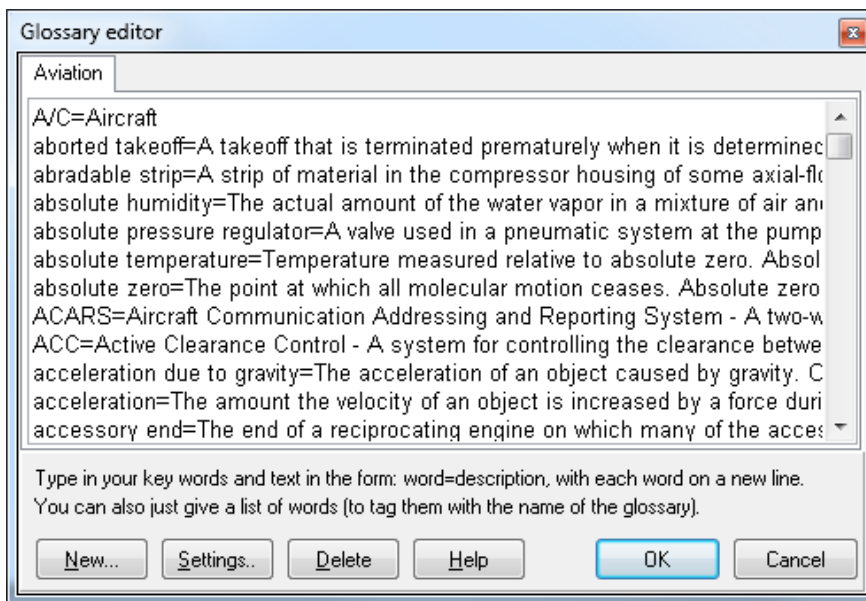 Glossary editor
Aviation
A/C=Aircraft
aborted takeoff=A takeoff that is terminated prematurely when it is determined
abradable strip=A strip of material in the compressor housing of some axial-flo
absolute humidity=The actual amount of the water vapor in a mixture of air and
absolute pressure regulator=A valve used in a pneumatic system at the pump
absolute temperature=Temperature measured relative to absolute zero. Absol
absolute zero=The point at which all molecular motion ceases. Absolute zero
ACARS=Aircraft Communication Addressing and Reporting System - A two-w
ACC=Active Clearance Control - A system for controlling the clearance betwe
acceleration due to gravity=The acceleration of an object caused by gravity. C
acceleration=The amount the velocity of an object is increased by a force duri
accessory end=The end of a reciprocating engine on which many of the acces
Type in your key words and text in the form: word=description, with each word on a new line.
You can also just give a list of words (to tag them with the name of the glossary).
New... Settings.. Delete Help OK Cancel